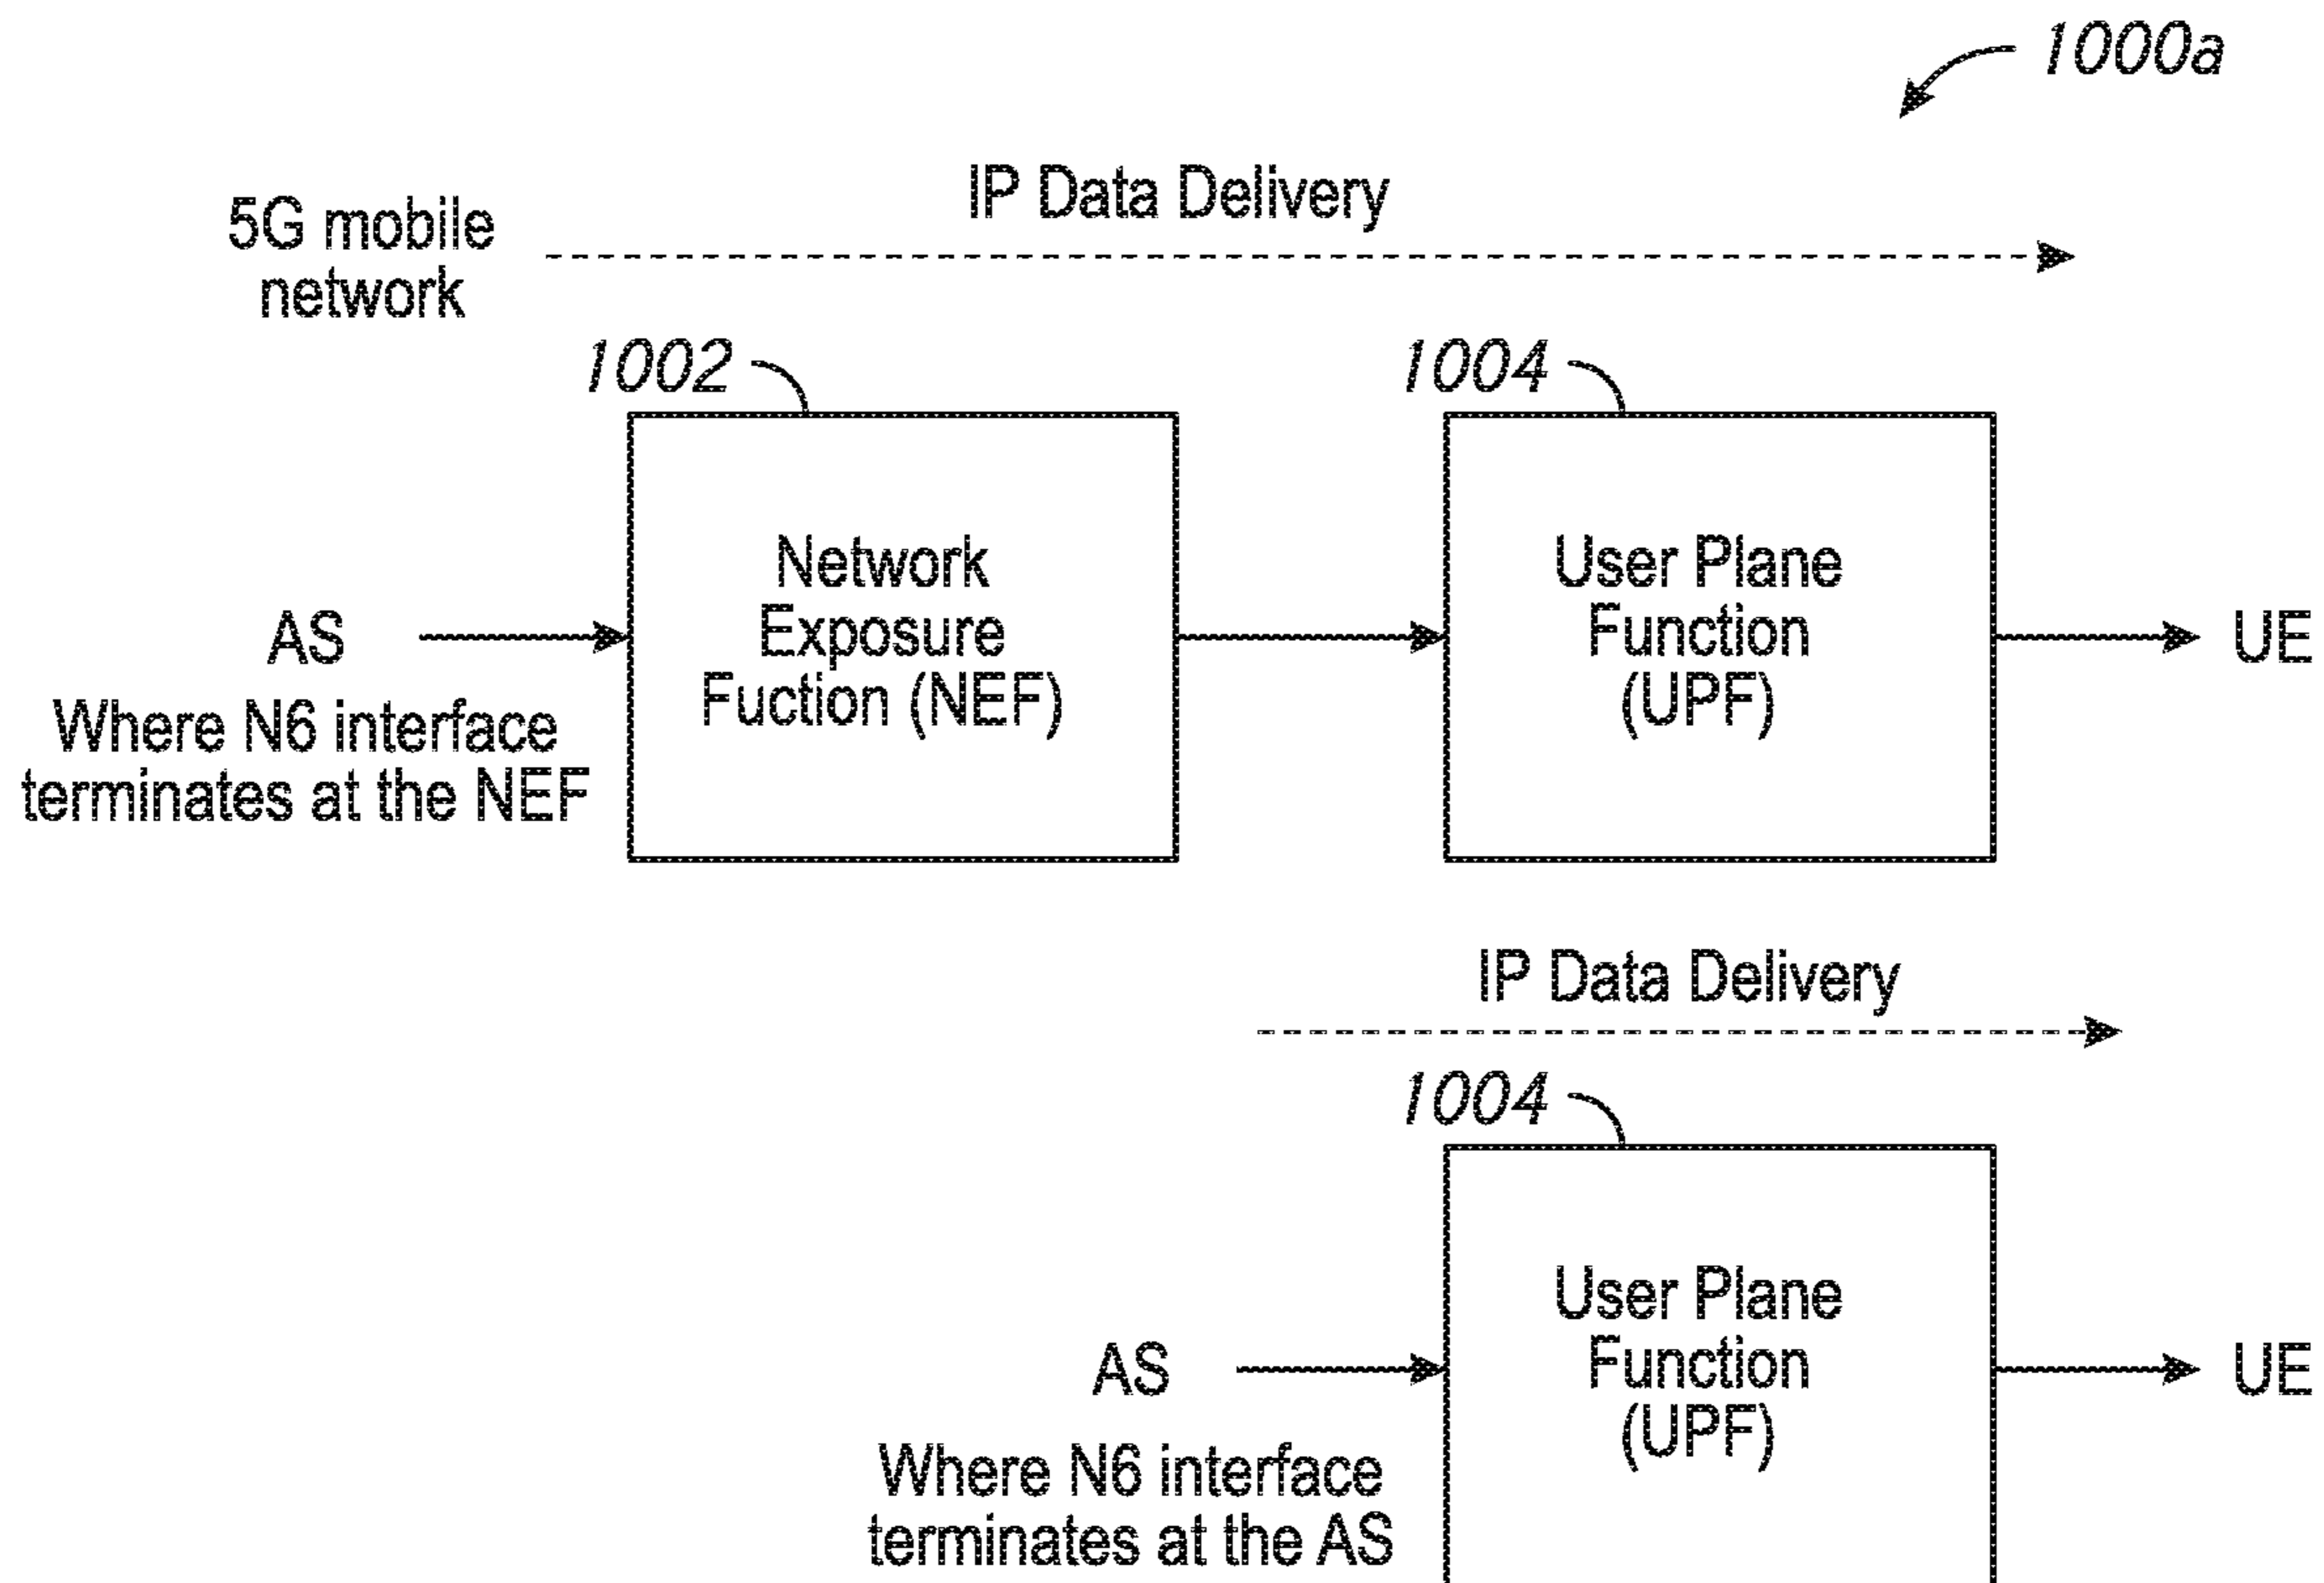 1000a
IP Data Delivery
5G mobile
network
1002
1004
Network
Exposure
Fuction (NEF)
User Plane
Function
(UPF)
AS
UE
Where N6 interface
terminates at the NEF
IP Data Delivery
1004
User Plane
Function
(UPF)
AS
UE
Where N6 interface
terminates at the AS